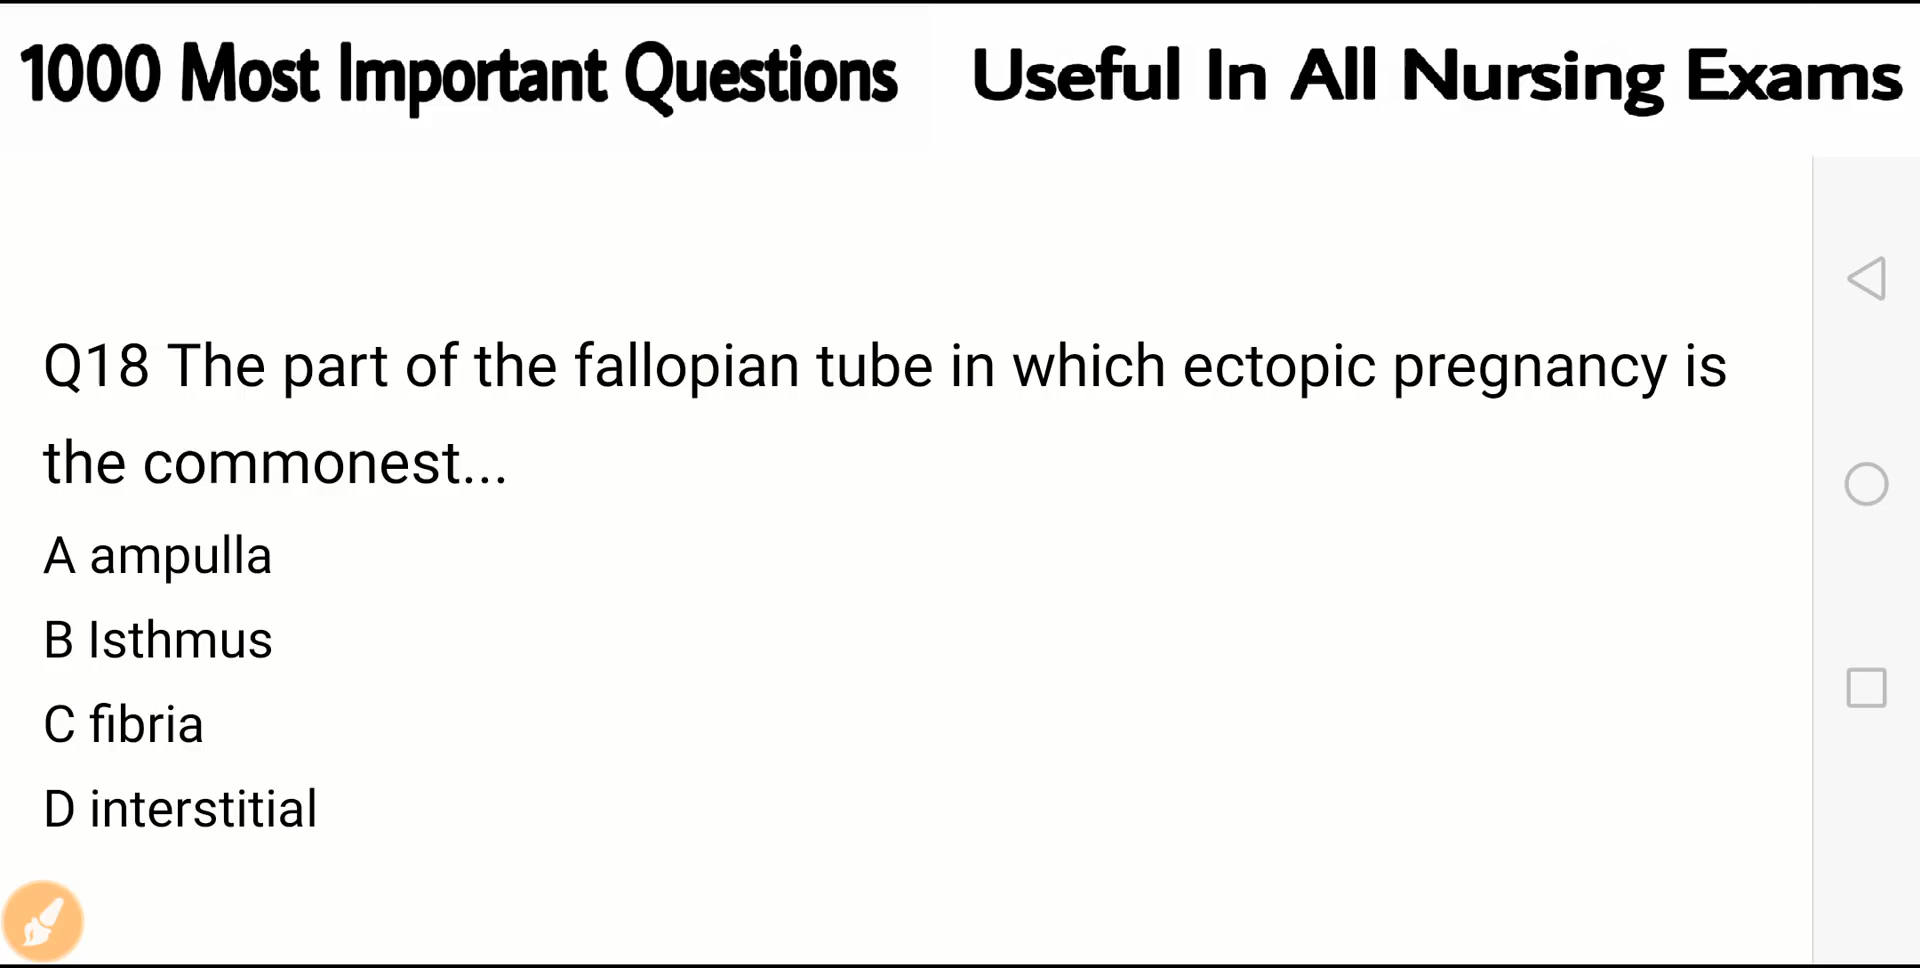 1000 Most Important Questions Useful In All Nursing Exams
Q18 The part of the fallopian tube in which ectopic pregnancy is
the commonest...
A ampulla
B Isthmus
C fibria
D interstitial